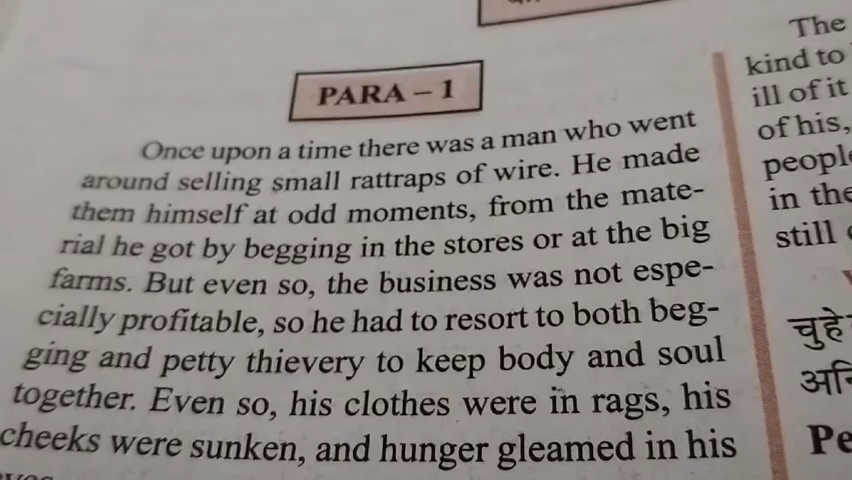 PARA – 1
Once upon a time there was a man who went
around selling small rattraps of wire. He made
them himself at odd moments, from the mate-
rial he got by begging in the stores or at the big
farms. But even so, the business was not espe-
cially profitable, so he had to resort to both beg-
ging and petty thievery to keep body and soul
together. Even so, his clothes were in rags, his
cheeks were sunken, and hunger gleamed in his
The
kind to
ill of it
of his,
in the
still
चूहे